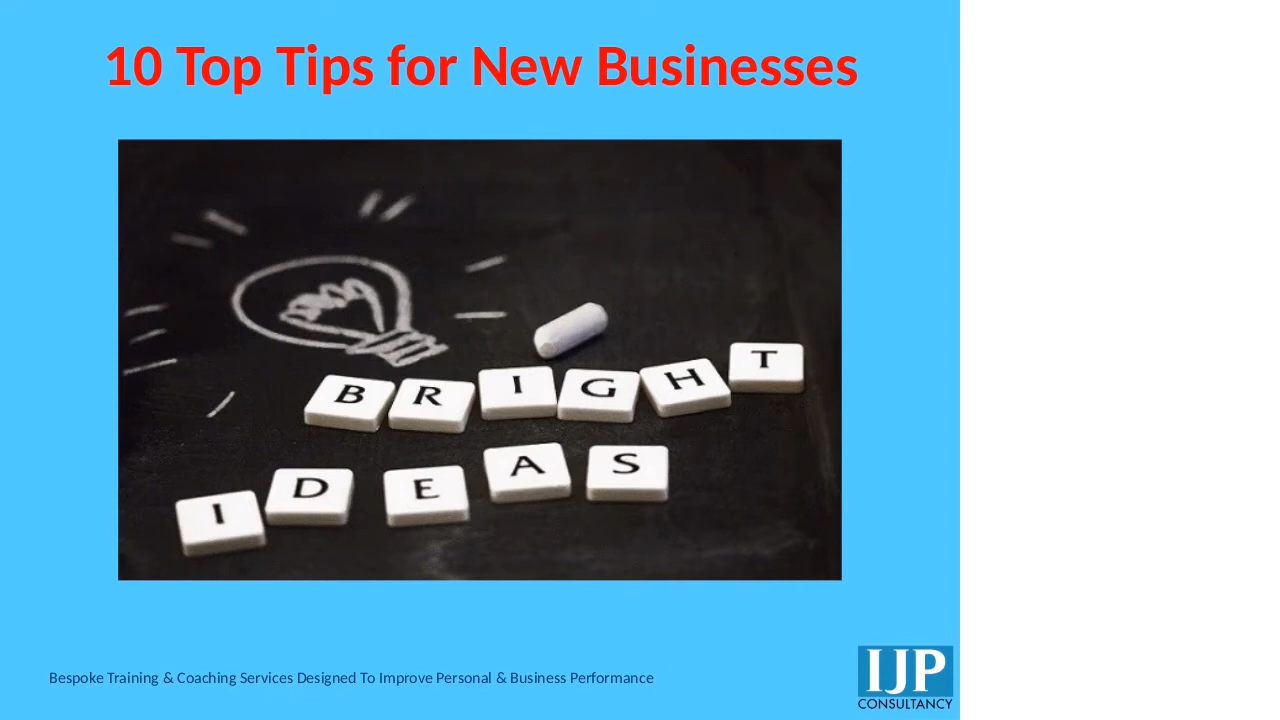 10 Top Tips for New Businesses
BRIGHT
IDEAS
Bespoke Training & Coaching Services Designed To Improve Personal & Business Performance
IJP
CONSULTANCY